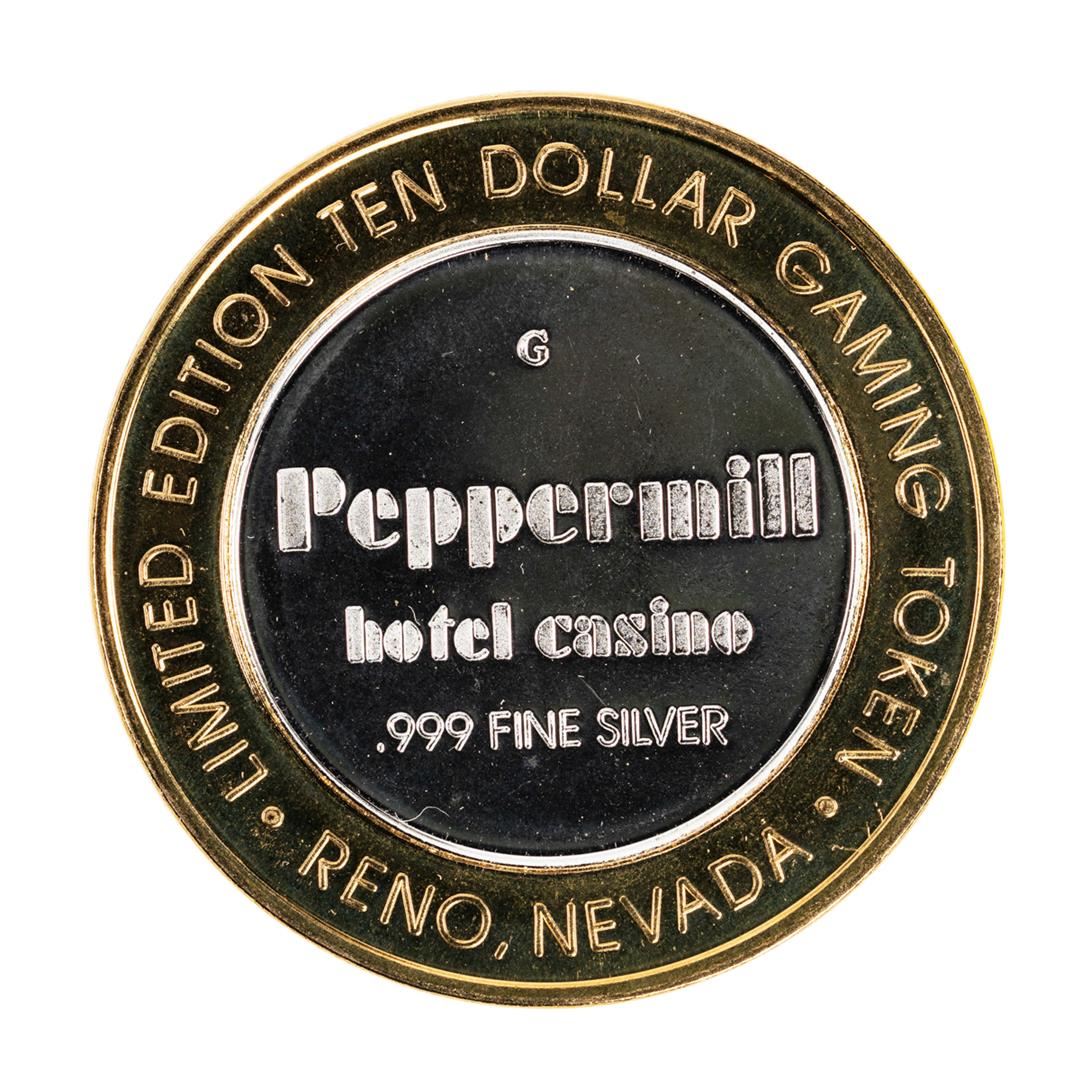 LIMITED EDITION TEN DOLLAR GAMING TOKEN •
G
Peppermill
hotel casino
.999 FINE SILVER
RENO, NEVADA •